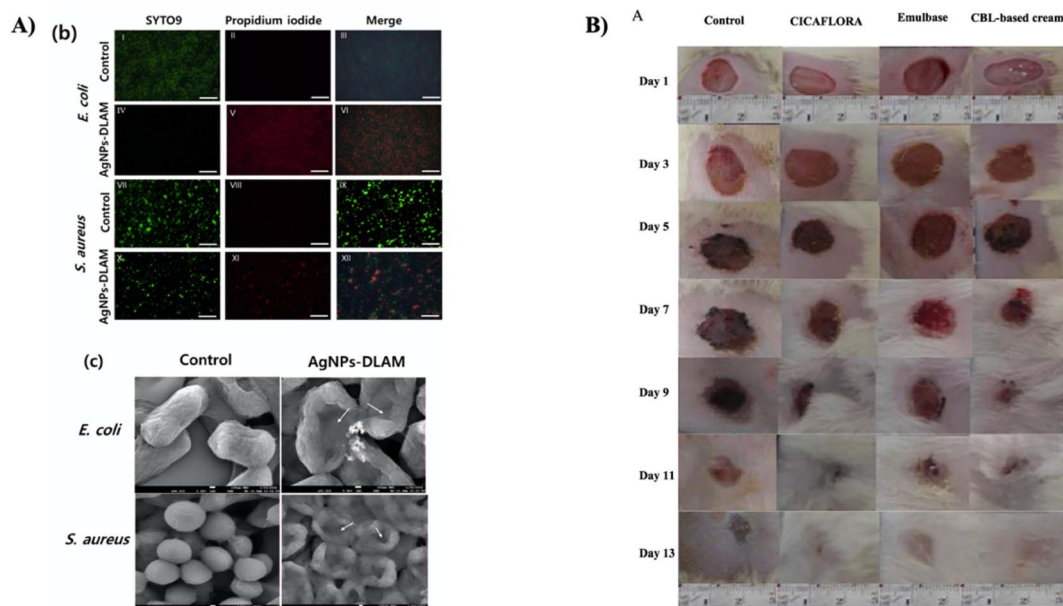 A)
(b)
SYTO9 Propidium iodide Merge
E. coli
Control
I II III
AgNPs-DLAM
IV V VI
S. aureus
Control
VII VIII IX
AgNPs-DLAM
X XI XII
(c)
Control AgNPs-DLAM
E. coli
S. aureus
B)
A
Control CICAFLORA Emulbase CBL-based cream
Day 1
Day 3
Day 5
Day 7
Day 9
Day 11
Day 13